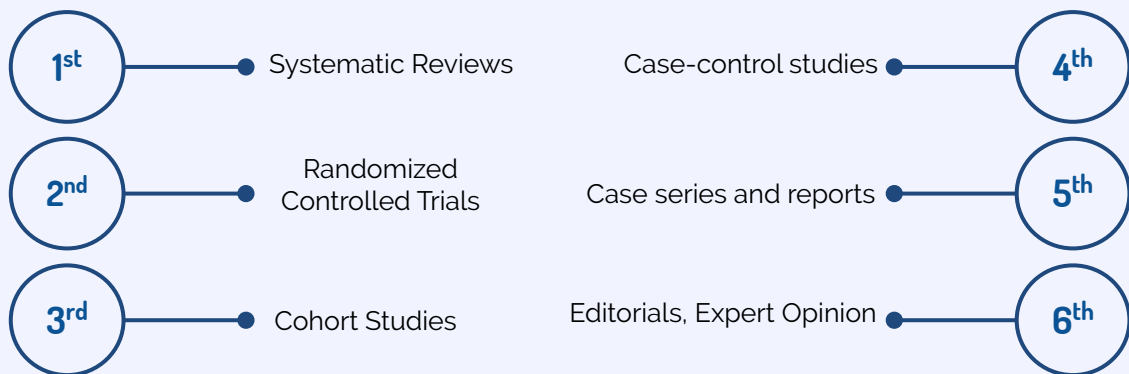 1st
Systematic Reviews
2nd
Randomized
Controlled Trials
3rd
Cohort Studies
Case-control studies
4th
Case series and reports
5th
Editorials, Expert Opinion
6th